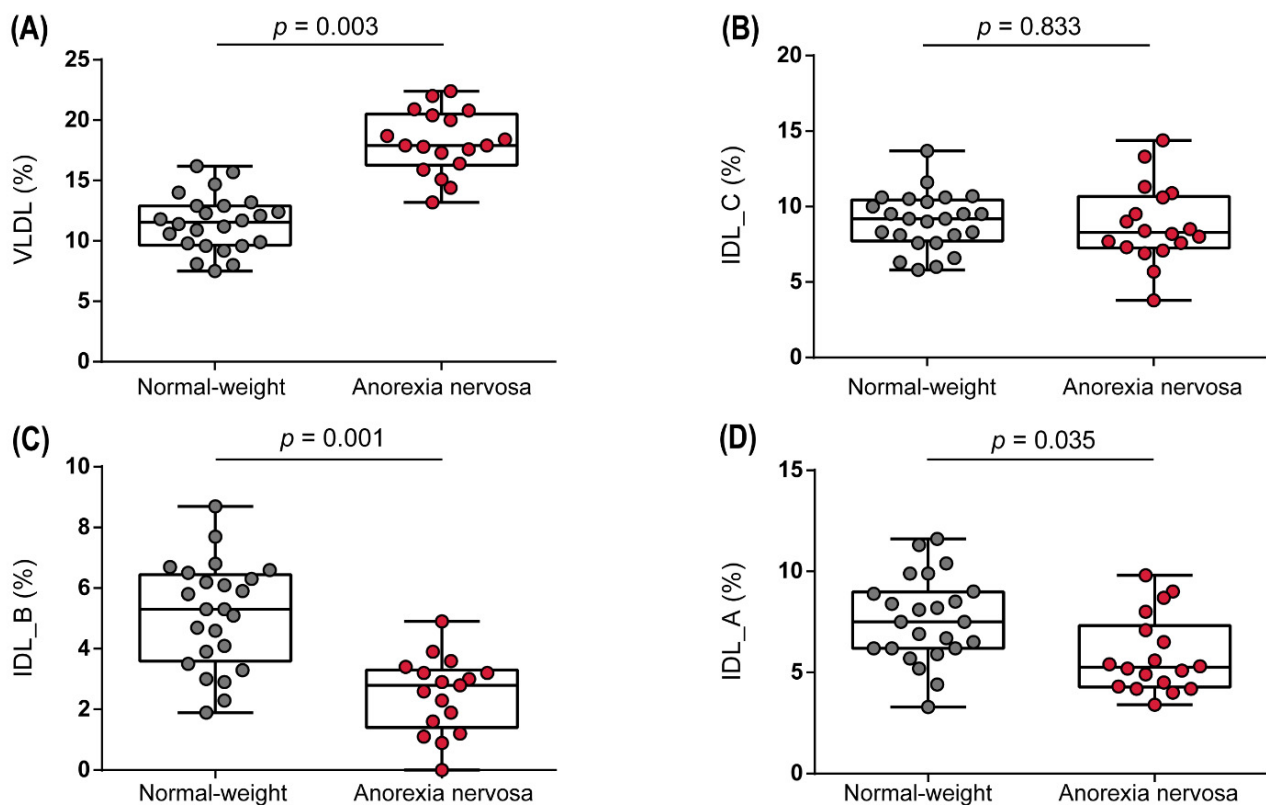 (A)
p = 0.003
VLDL (%)
25
20
15
10
5
0
Normal-weight
Anorexia nervosa
(B)
p = 0.833
IDL_C (%)
20
15
10
5
0
Normal-weight
Anorexia nervosa
(C)
p = 0.001
IDL_B (%)
10
8
6
4
2
0
Normal-weight
Anorexia nervosa
(D)
p = 0.035
IDL_A (%)
15
10
5
0
Normal-weight
Anorexia nervosa